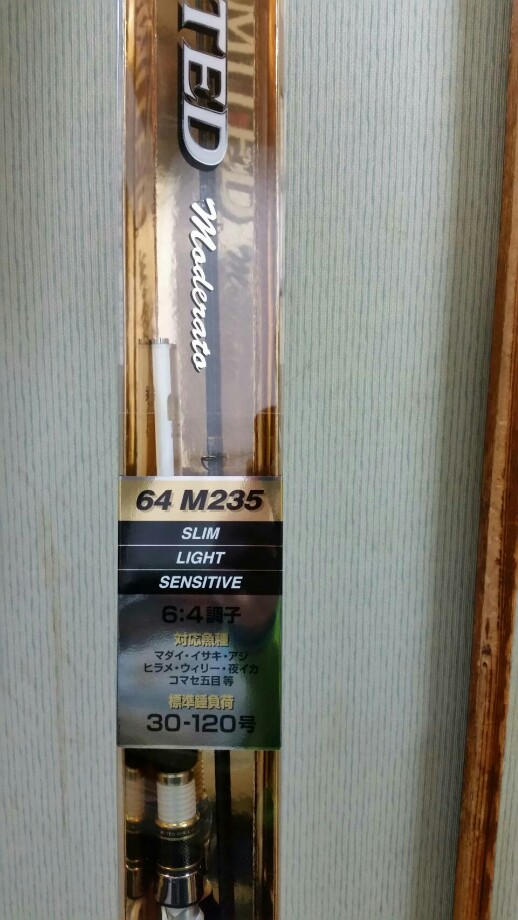 TED
Moderato
64 M235
SLIM
LIGHT
SENSITIVE
6:4調子
対応魚種
マダイ・イサキ・アジ
ヒラメ・ウィリー・夜イカ
コマセ五目 等
標準錘負荷
30-120号